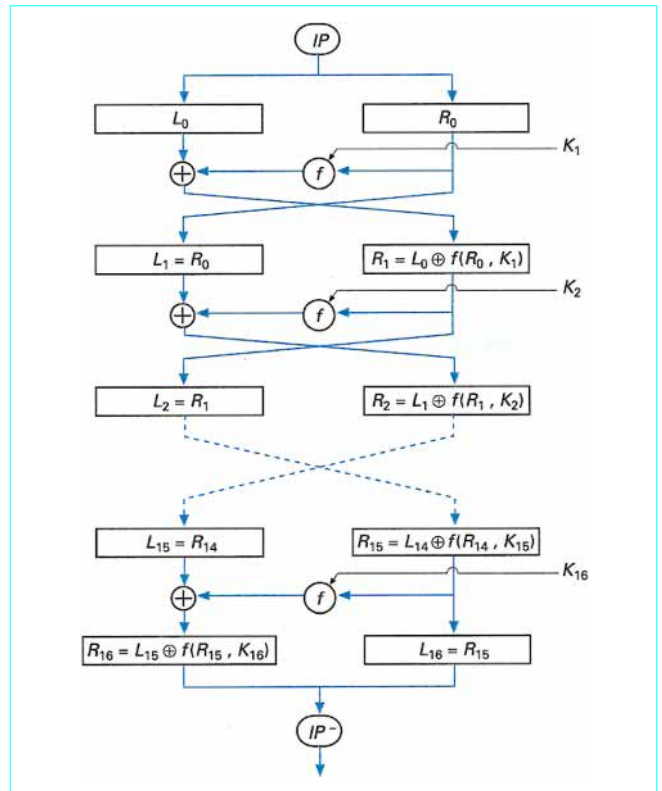 IP
L₀
R₀
K₁
f
L₁ = R₀
R₁ = L₀ ⊕ f(R₀ , K₁)
K₂
f
L₂ = R₁
R₂ = L₁ ⊕ f(R₁ , K₂)
L₁₅ = R₁₄
R₁₅ = L₁₄ ⊕ f(R₁₄ , K₁₅)
K₁₆
f
R₁₆ = L₁₅ ⊕ f(R₁₅ , K₁₆)
L₁₆ = R₁₅
IP⁻